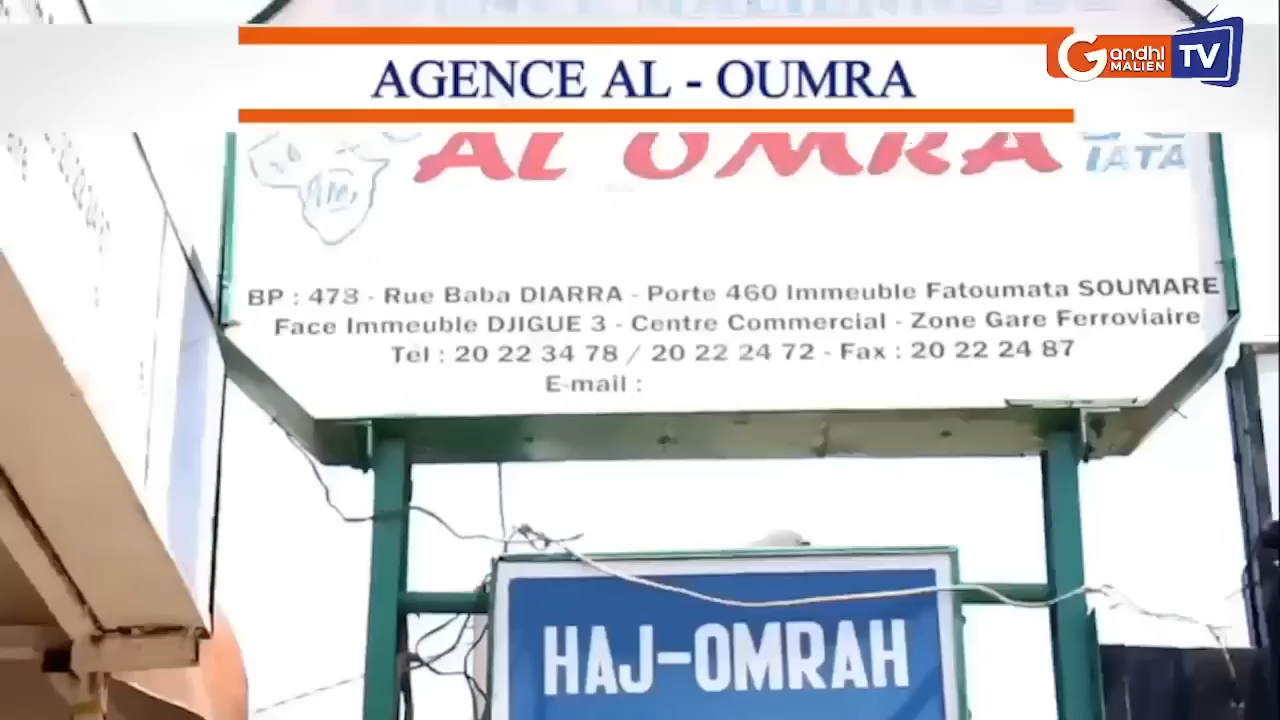 AGENCE AL - OUMRA
Gandhi
MALIEN
TV
AL OMRA
IATA
BP : 478 - Rue Baba DIARRA - Porte 460 Immeuble Fatoumata SOUMARE
Face Immeuble DJIGUE 3 - Centre Commercial - Zone Gare Ferroviaire
Tel : 20 22 34 78 / 20 22 24 72 - Fax : 20 22 24 87
E-mail :
HAJ-OMRAH